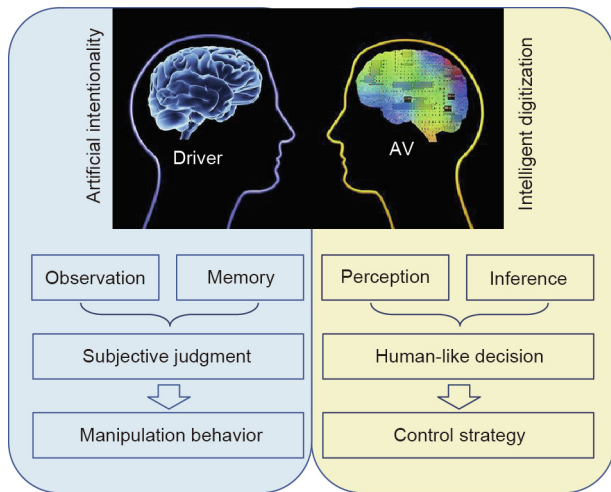 Artificial intentionality
Driver
AV
Intelligent digitization
Observation
Memory
Perception
Inference
Subjective judgment
Human-like decision
Manipulation behavior
Control strategy